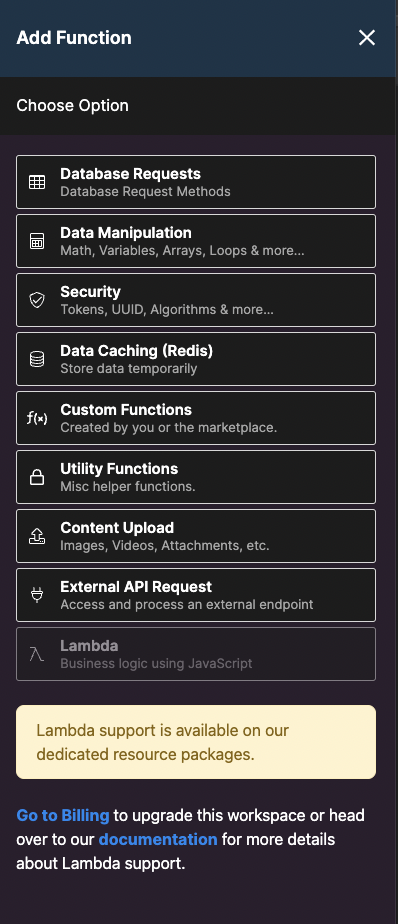 Add Function
Choose Option
Database Requests
Database Request Methods
Data Manipulation
Math, Variables, Arrays, Loops & more...
Security
Tokens, UUID, Algorithms & more...
Data Caching (Redis)
Store data temporarily
f(x)
Custom Functions
Created by you or the marketplace.
Utility Functions
Misc helper functions.
Content Upload
Images, Videos, Attachments, etc.
External API Request
Access and process an external endpoint
Lambda
Business logic using JavaScript
Lambda support is available on our
dedicated resource packages.
Go to Billing to upgrade this workspace or head
over to our documentation for more details
about Lambda support.